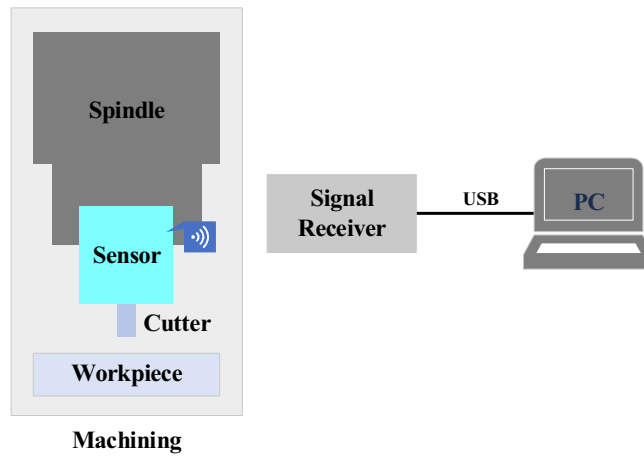 Spindle
Sensor
Cutter
Workpiece
Machining
Signal
Receiver
USB
PC